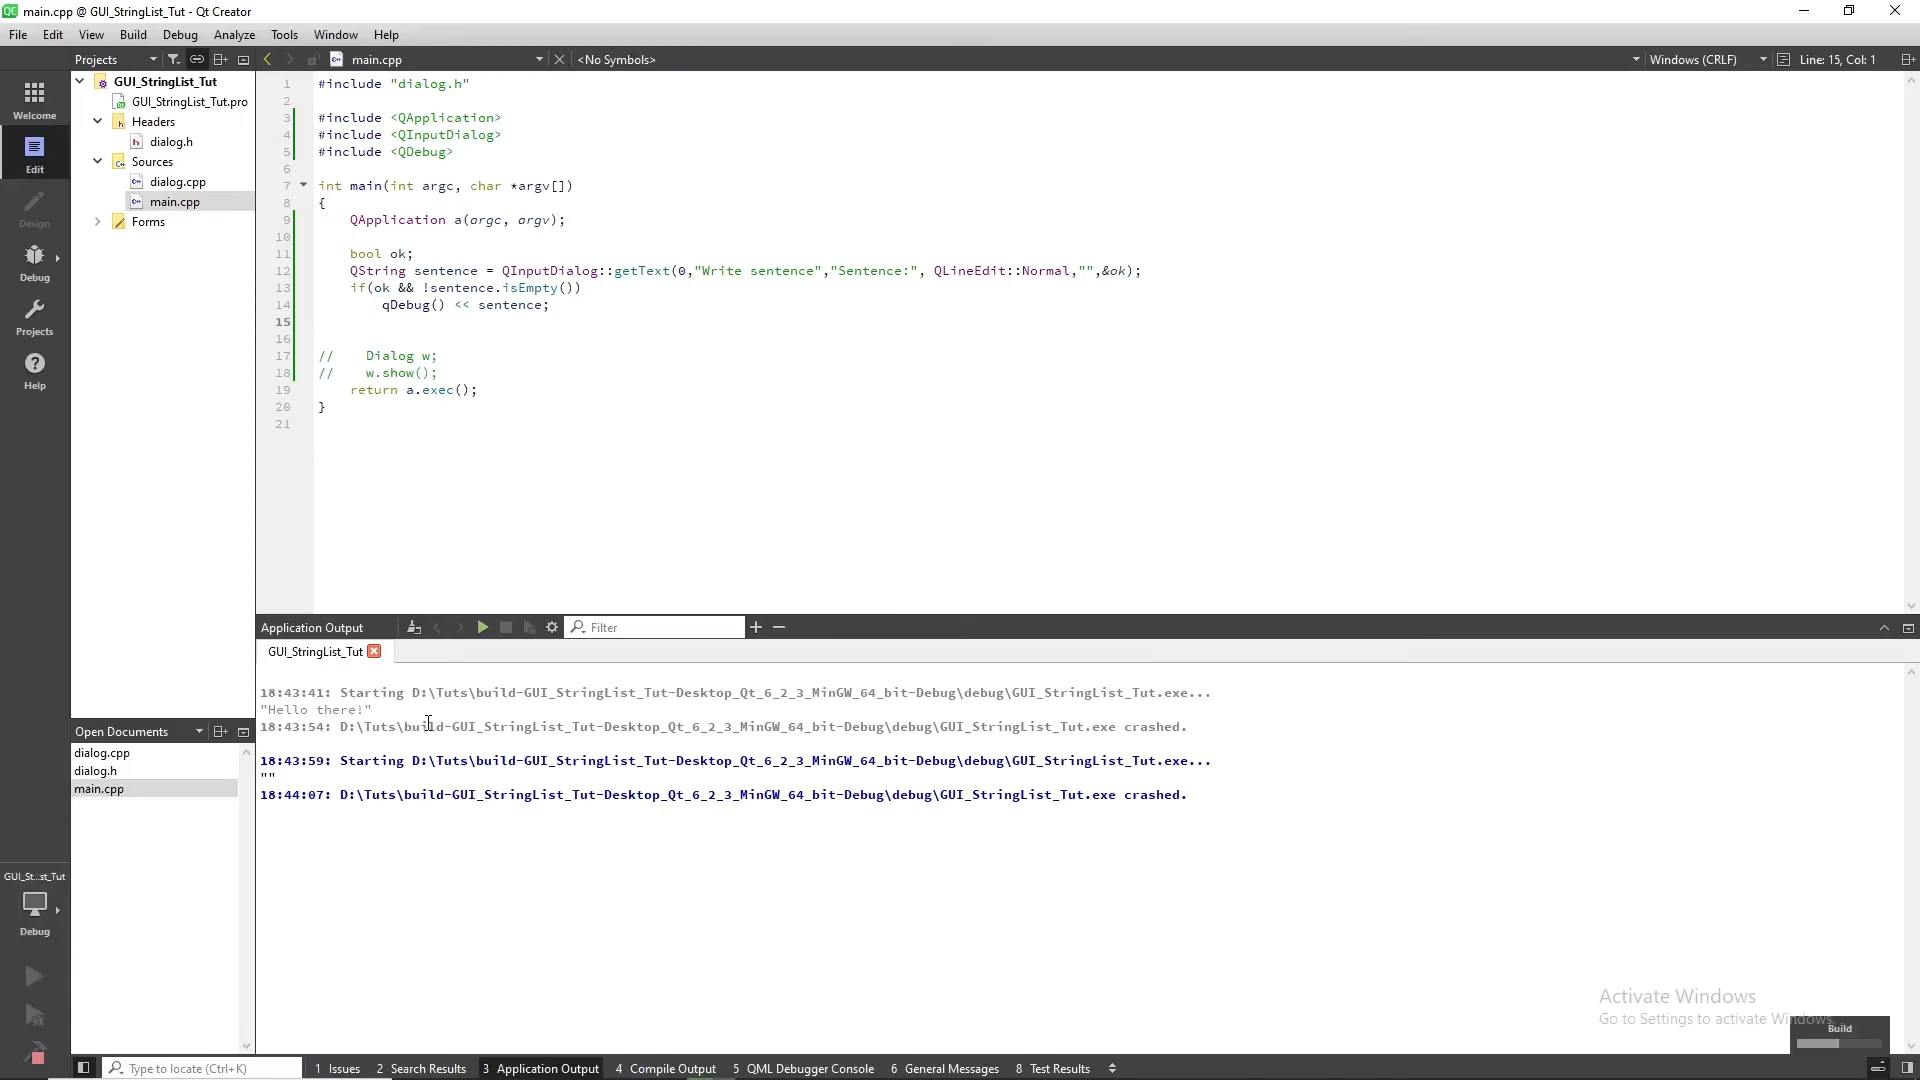 main.cpp @ GUI_StringList_Tut - Qt Creator
File Edit View Build Debug Analyze Tools Window Help
Projects main.cpp <No Symbols> Windows (CRLF) Line: 15, Col: 1
Welcome
Edit
Design
Debug
Projects
Help
GUI_StringList_Tut
GUI_StringList_Tut.pro
Headers
dialog.h
Sources
dialog.cpp
main.cpp
Forms
1 #include "dialog.h"
2
3 #include <QApplication>
4 #include <QInputDialog>
5 #include <QDebug>
6
7 int main(int argc, char *argv[])
8 {
9 QApplication a(argc, argv);
10
11 bool ok;
12 QString sentence = QInputDialog::getText(0,"Write sentence","Sentence:", QLineEdit::Normal,"",&ok);
13 if(ok && !sentence.isEmpty())
14 qDebug() << sentence;
15
16
17 // Dialog w;
18 // w.show();
19 return a.exec();
20 }
21
Application Output Filter
GUI_StringList_Tut
18:43:41: Starting D:\Tuts\build-GUI_StringList_Tut-Desktop_Qt_6_2_3_MinGW_64_bit-Debug\debug\GUI_StringList_Tut.exe...
"Hello there!"
18:43:54: D:\Tuts\build-GUI_StringList_Tut-Desktop_Qt_6_2_3_MinGW_64_bit-Debug\debug\GUI_StringList_Tut.exe crashed.
18:43:59: Starting D:\Tuts\build-GUI_StringList_Tut-Desktop_Qt_6_2_3_MinGW_64_bit-Debug\debug\GUI_StringList_Tut.exe...
""
18:44:07: D:\Tuts\build-GUI_StringList_Tut-Desktop_Qt_6_2_3_MinGW_64_bit-Debug\debug\GUI_StringList_Tut.exe crashed.
Open Documents
dialog.cpp
dialog.h
main.cpp
GUI_St...st_Tut
Debug
Activate Windows
Go to Settings to activate Windows.
Build
Type to locate (Ctrl+K) 1 Issues 2 Search Results 3 Application Output 4 Compile Output 5 QML Debugger Console 6 General Messages 8 Test Results